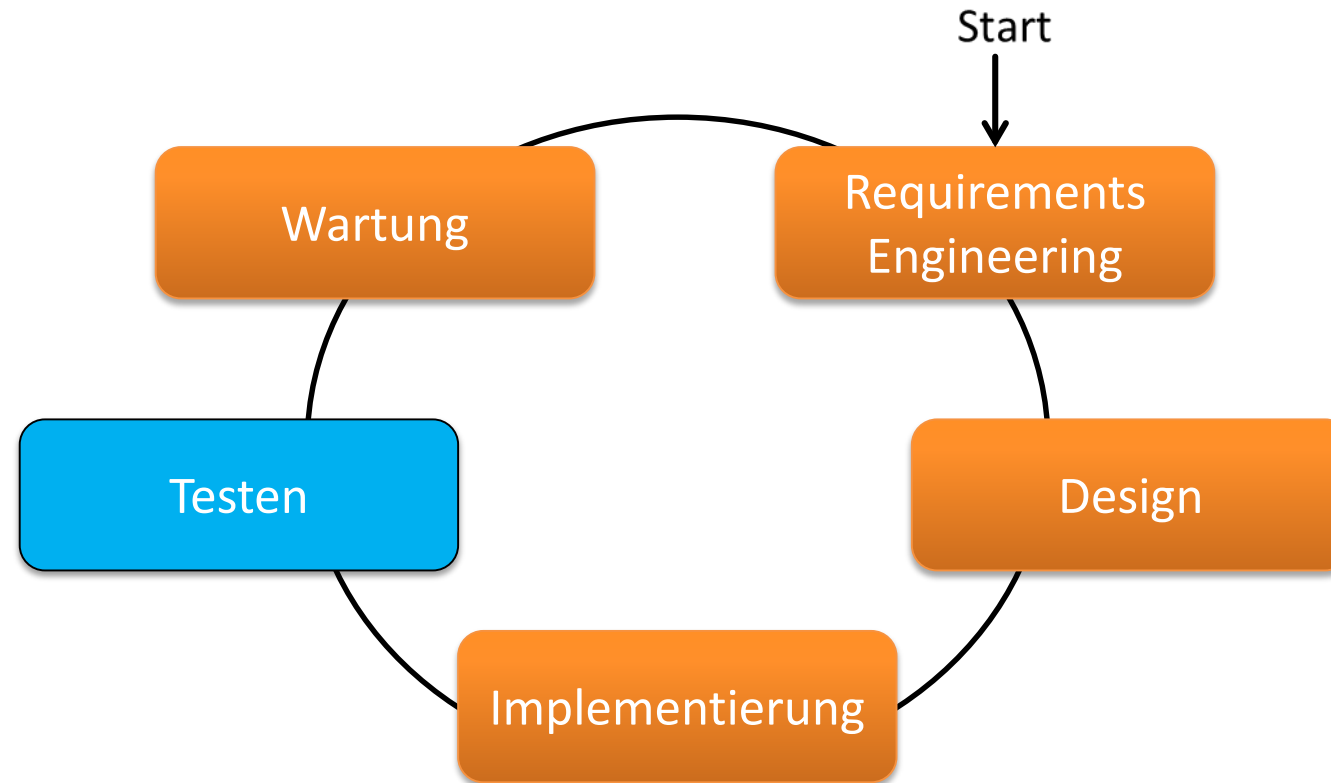 Start
Wartung
Requirements
Engineering
Testen
Design
Implementierung